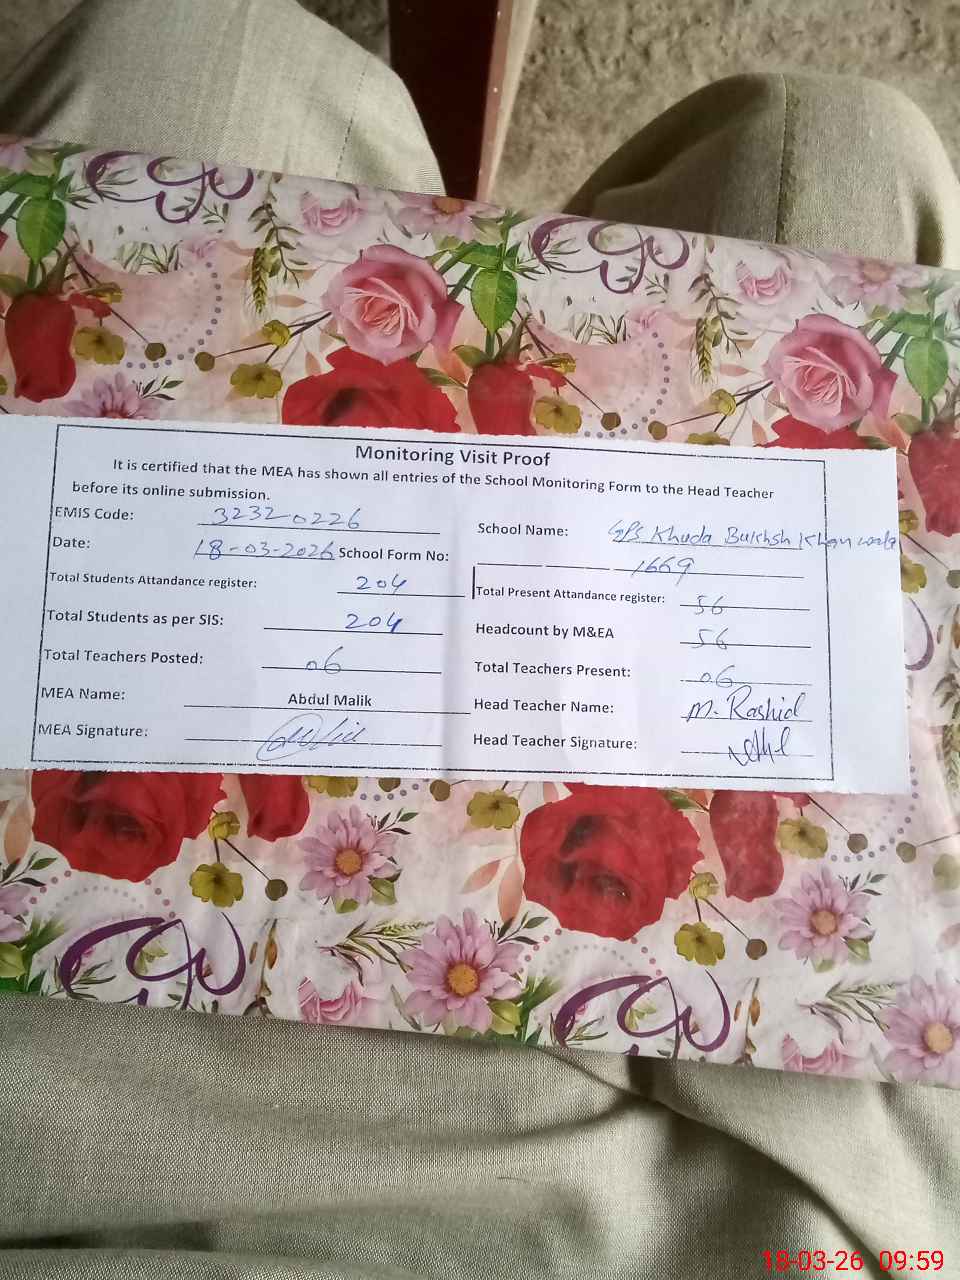 Monitoring Visit Proof
It is certified that the MEA has shown all entries of the School Monitoring Form to the Head Teacher
before its online submission.
EMIS Code: 32320226 School Name: GPS Khuda Bukhsh Khan wala
Date: 18-03-2026 School Form No: 1669
Total Students Attandance register: 204 Total Present Attandance register: 56
Total Students as per SIS: 204 Headcount by M&EA 56
Total Teachers Posted: 06 Total Teachers Present: 06
MEA Name: Abdul Malik Head Teacher Name: M. Rashid
MEA Signature: Head Teacher Signature:
18-03-26 09:59